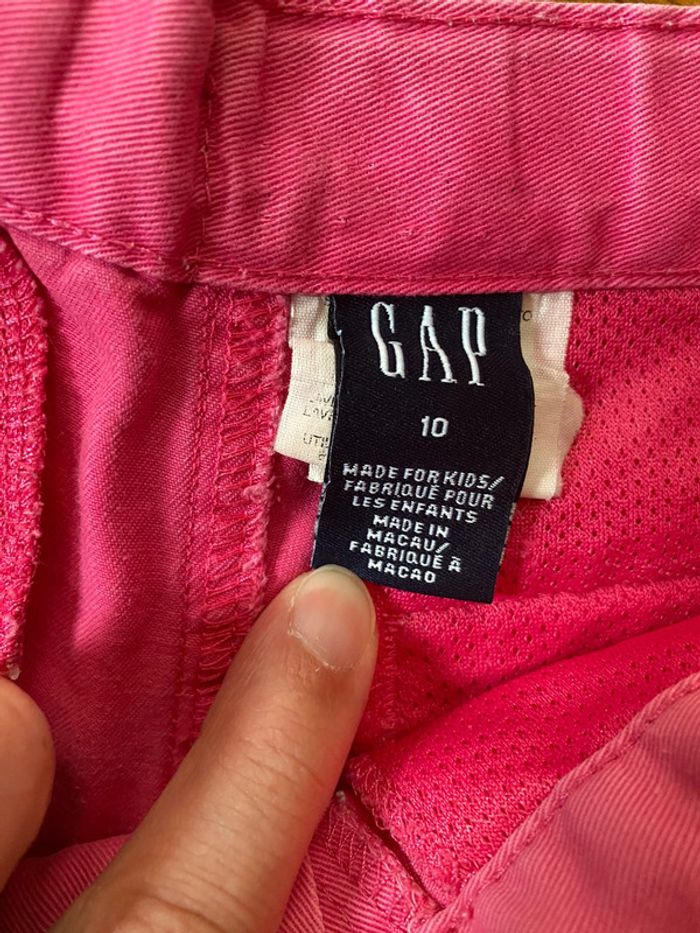 GAP
10
MADE FOR KIDS/
FABRIQUÉ POUR
LES ENFANTS
MADE IN
MACAU/
FABRIQUÉ À
MACAO